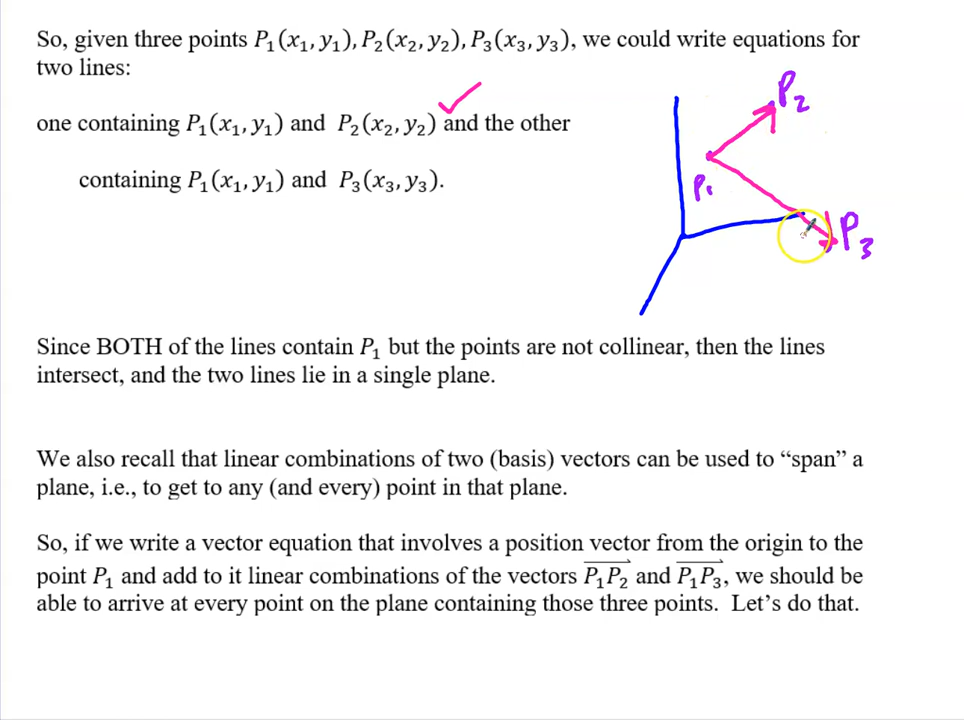 So, given three points P₁(x₁, y₁), P₂(x₂, y₂), P₃(x₃, y₃), we could write equations for
two lines:
one containing P₁(x₁, y₁) and P₂(x₂, y₂) and the other
containing P₁(x₁, y₁) and P₃(x₃, y₃).
P₂
P₁
P₃
Since BOTH of the lines contain P₁ but the points are not collinear, then the lines
intersect, and the two lines lie in a single plane.
We also recall that linear combinations of two (basis) vectors can be used to “span” a
plane, i.e., to get to any (and every) point in that plane.
So, if we write a vector equation that involves a position vector from the origin to the
point P₁ and add to it linear combinations of the vectors $\overrightarrow{P_1P_2}$ and $\overrightarrow{P_1P_3}$, we should be
able to arrive at every point on the plane containing those three points. Let’s do that.